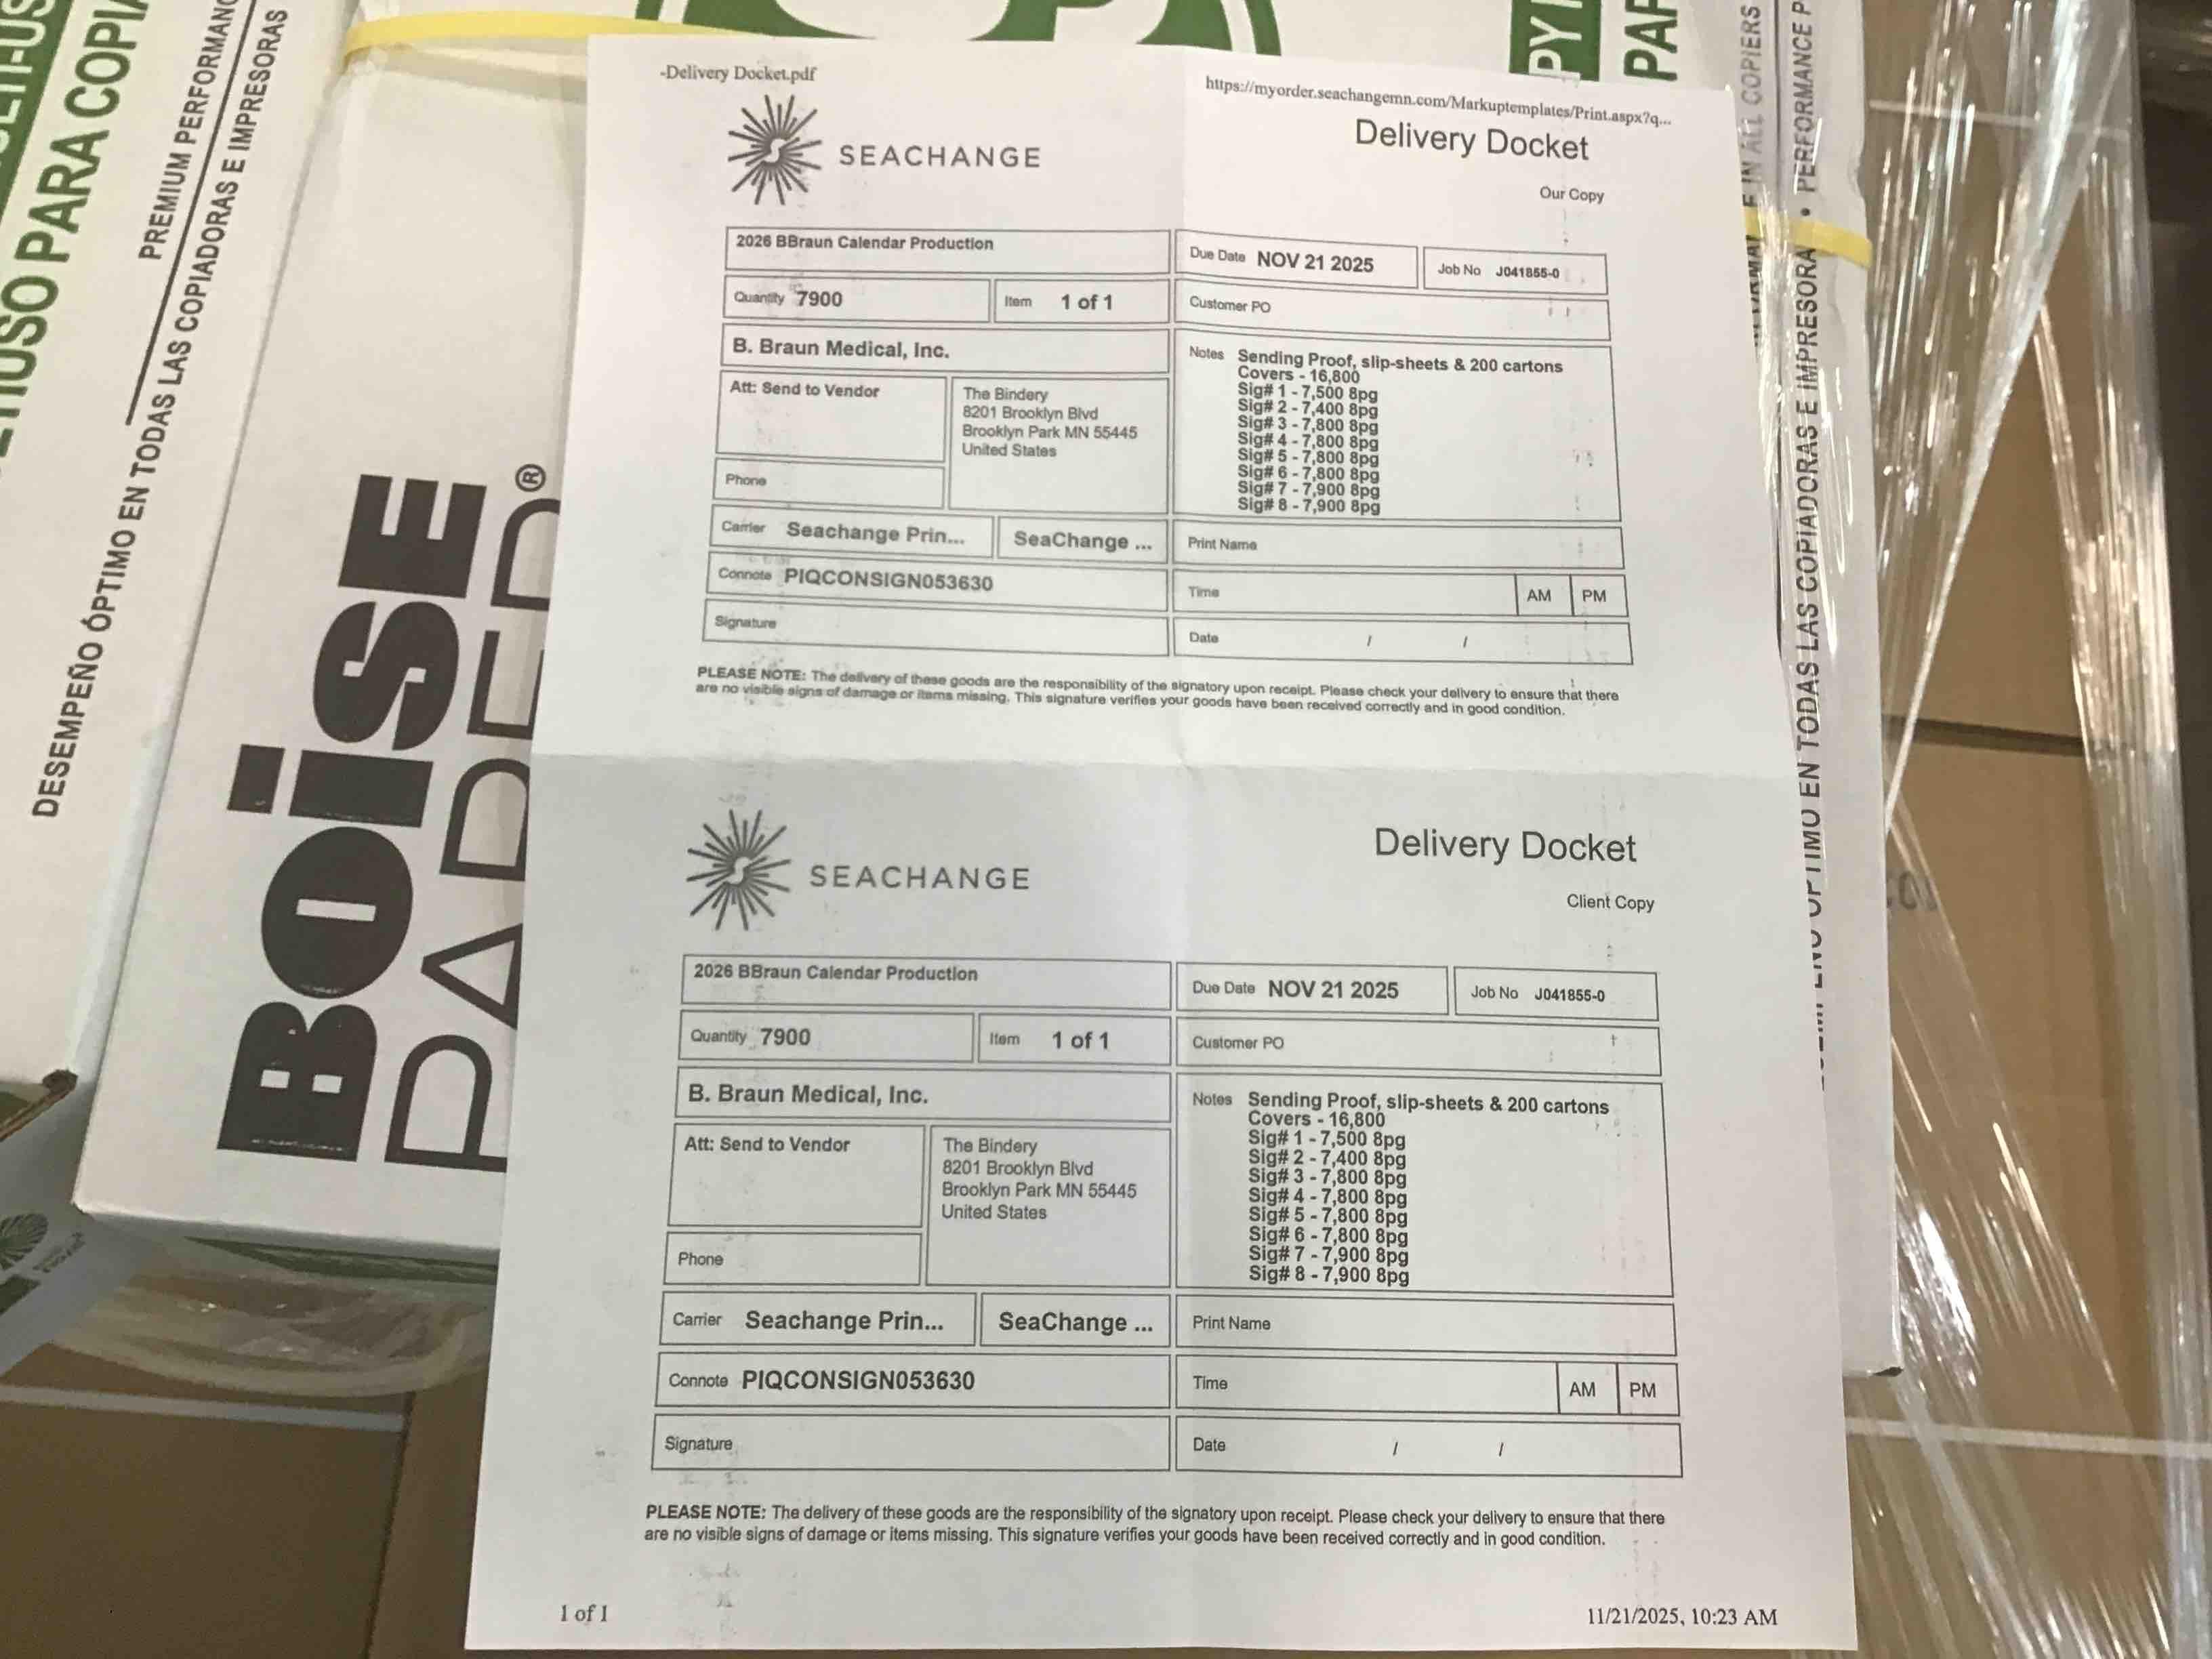 -Delivery Docket.pdf
https://myorder.seachangemn.com/Markuptemplates/Print.aspx?q...
SEACHANGE
Delivery Docket
Our Copy
2026 BBraun Calendar Production
Due Date NOV 21 2025
Job No J041855-0
Quantity 7900
Item 1 of 1
Customer PO
B. Braun Medical, Inc.
Att: Send to Vendor
The Bindery
8201 Brooklyn Blvd
Brooklyn Park MN 55445
United States
Phone
Notes Sending Proof, slip-sheets & 200 cartons
Covers - 16,800
Sig# 1 - 7,500 8pg
Sig# 2 - 7,400 8pg
Sig# 3 - 7,800 8pg
Sig# 4 - 7,800 8pg
Sig# 5 - 7,800 8pg
Sig# 6 - 7,800 8pg
Sig# 7 - 7,900 8pg
Sig# 8 - 7,900 8pg
Carrier Seachange Prin...
SeaChange ...
Print Name
Connote PIQCONSIGN053630
Time
AM
PM
Signature
Date / /
PLEASE NOTE: The delivery of these goods are the responsibility of the signatory upon receipt. Please check your delivery to ensure that there
are no visible signs of damage or items missing. This signature verifies your goods have been received correctly and in good condition.
SEACHANGE
Delivery Docket
Client Copy
2026 BBraun Calendar Production
Due Date NOV 21 2025
Job No J041855-0
Quantity 7900
Item 1 of 1
Customer PO
B. Braun Medical, Inc.
Att: Send to Vendor
The Bindery
8201 Brooklyn Blvd
Brooklyn Park MN 55445
United States
Phone
Notes Sending Proof, slip-sheets & 200 cartons
Covers - 16,800
Sig# 1 - 7,500 8pg
Sig# 2 - 7,400 8pg
Sig# 3 - 7,800 8pg
Sig# 4 - 7,800 8pg
Sig# 5 - 7,800 8pg
Sig# 6 - 7,800 8pg
Sig# 7 - 7,900 8pg
Sig# 8 - 7,900 8pg
Carrier Seachange Prin...
SeaChange ...
Print Name
Connote PIQCONSIGN053630
Time
AM
PM
Signature
Date / /
PLEASE NOTE: The delivery of these goods are the responsibility of the signatory upon receipt. Please check your delivery to ensure that there
are no visible signs of damage or items missing. This signature verifies your goods have been received correctly and in good condition.
1 of 1
11/21/2025, 10:23 AM
PARA COPIA
PREMIUM PERFORMANC
DESEMPEÑO ÓPTIMO EN TODAS LAS COPIADORAS E IMPRESORAS
BOiSE
PAPER®
PY
PAP
IN ALL COPIERS
PERFORMANCE P
ÓPTIMO EN TODAS LAS COPIADORAS E IMPRESORA